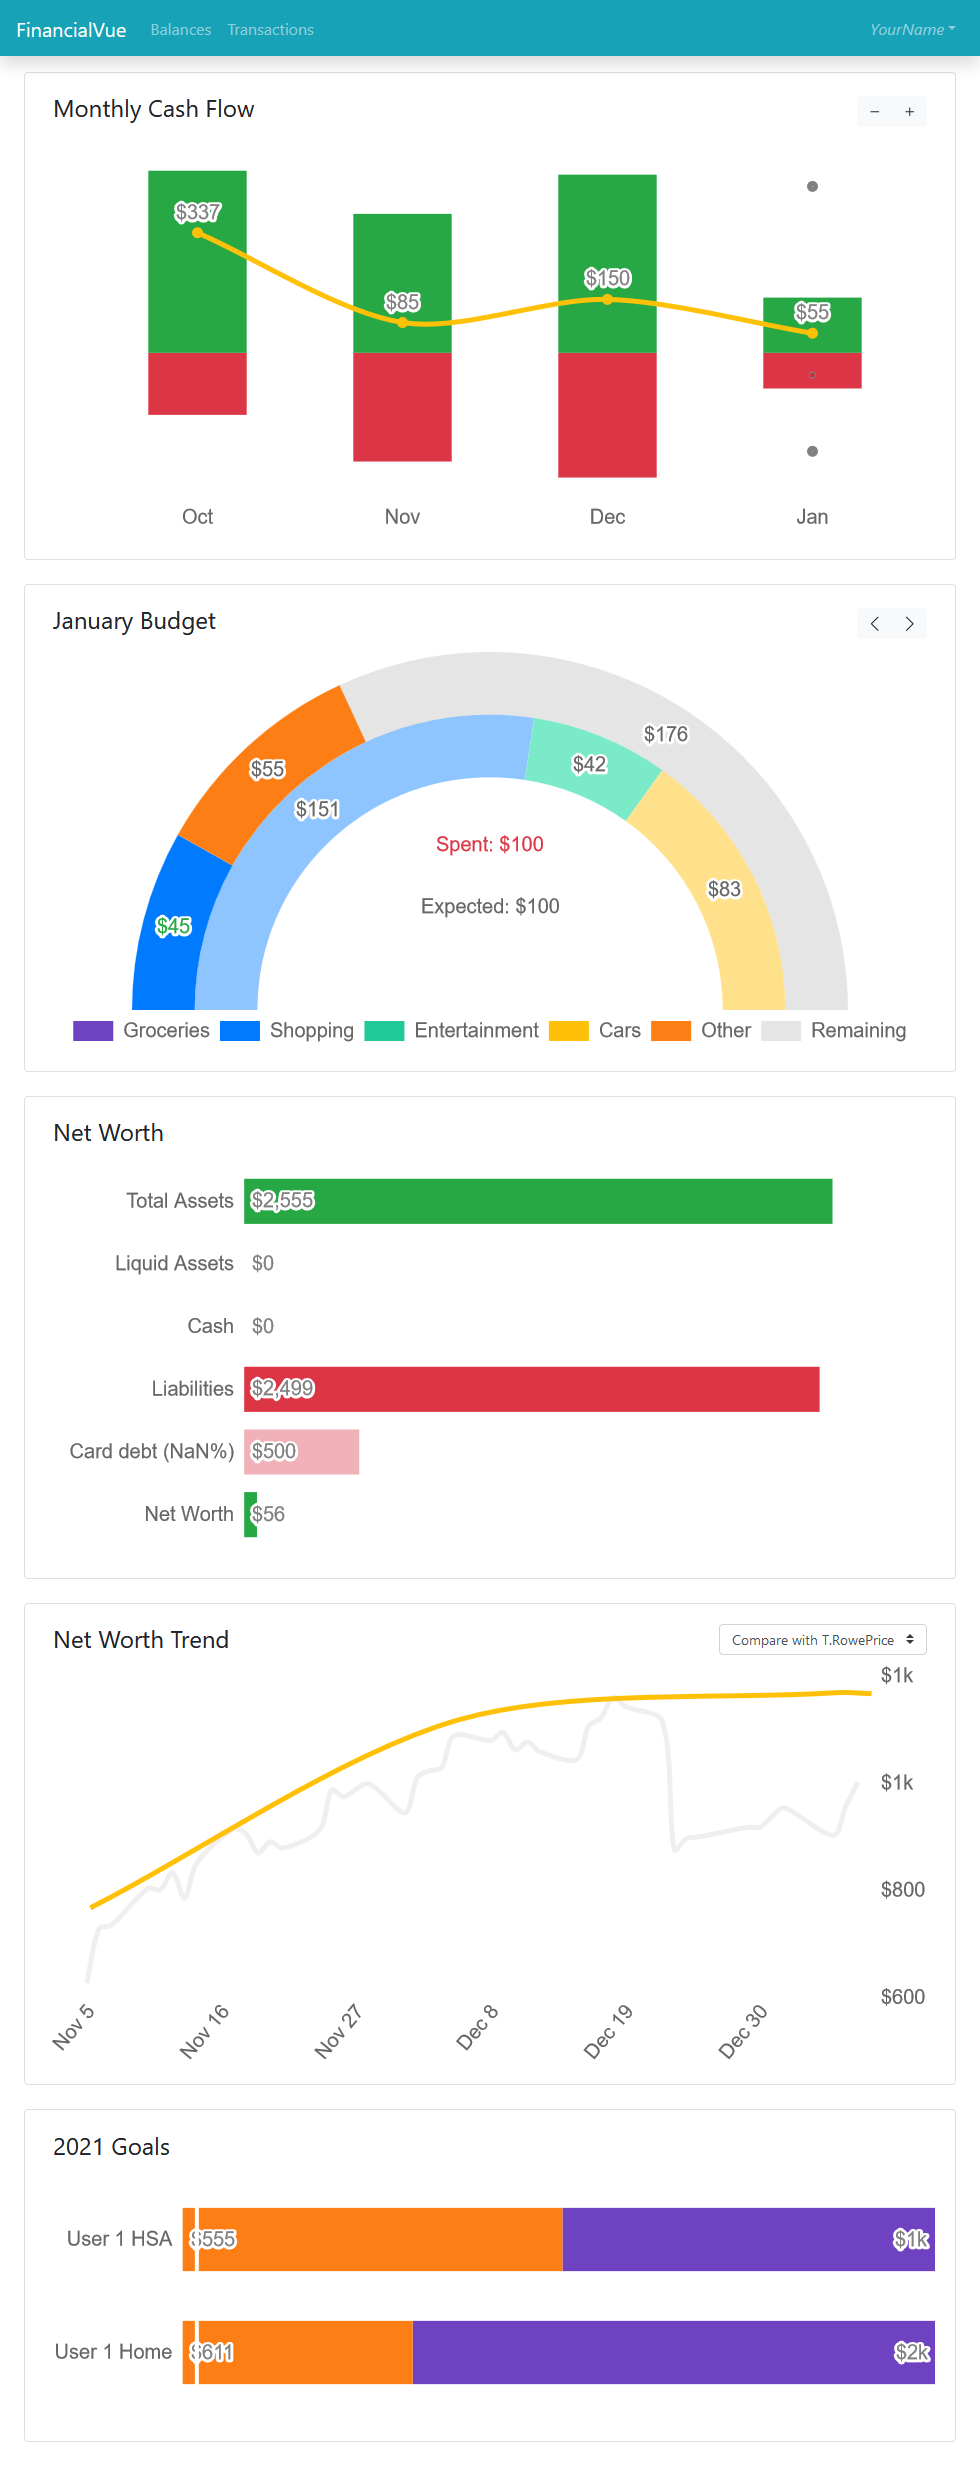 FinancialVue Balances Transactions YourName
Monthly Cash Flow − +
$337
$85
$150
$55
Oct Nov Dec Jan
January Budget
$176
$42
$55
$151
Spent: $100
$83
Expected: $100
$45
Groceries Shopping Entertainment Cars Other Remaining
Net Worth
Total Assets $2,555
Liquid Assets $0
Cash $0
Liabilities $2,499
Card debt (NaN%) $500
Net Worth $56
Net Worth Trend Compare with T.RowePrice
$1k
$1k
$800
$600
Nov 5 Nov 16 Nov 27 Dec 8 Dec 19 Dec 30
2021 Goals
User 1 HSA $555 $1k
User 1 Home $611 $2k